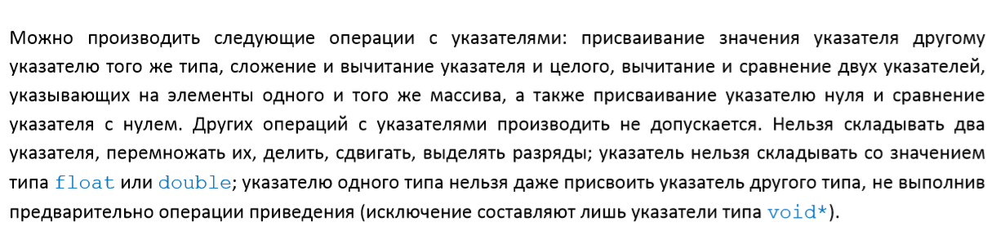 Можно производить следующие операции с указателями: присваивание значения указателя другому
указателю того же типа, сложение и вычитание указателя и целого, вычитание и сравнение двух указателей,
указывающих на элементы одного и того же массива, а также присваивание указателю нуля и сравнение
указателя с нулем. Других операций с указателями производить не допускается. Нельзя складывать два
указателя, перемножать их, делить, сдвигать, выделять разряды; указатель нельзя складывать со значением
типа float или double; указателю одного типа нельзя даже присвоить указатель другого типа, не выполнив
предварительно операции приведения (исключение составляют лишь указатели типа void*).